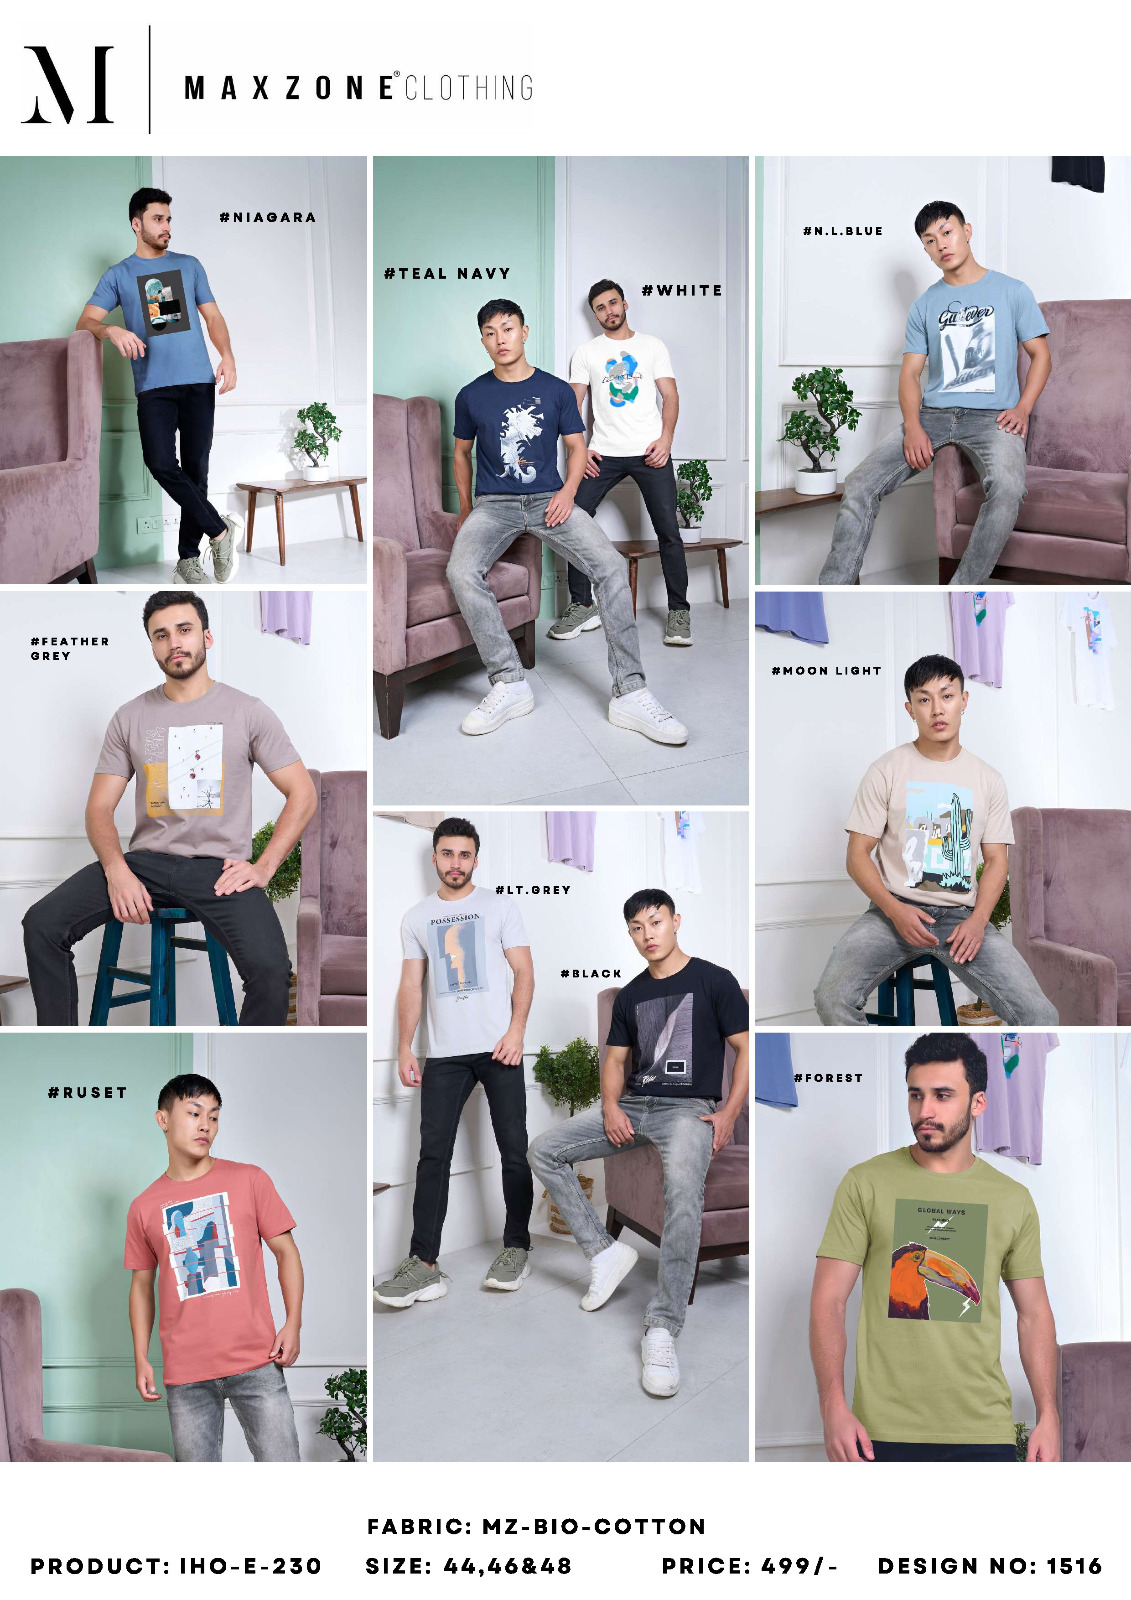 M
MAXZONE® CLOTHING
#NIAGARA
#TEAL NAVY
#WHITE
#N.L.BLUE
Gulever
#FEATHER
GREY
#MOON LIGHT
#LT.GREY
POSSESSION
#BLACK
#RUSET
#FOREST
GLOBAL WAYS
FABRIC: MZ-BIO-COTTON
PRODUCT: IHO-E-230 SIZE: 44,46&48 PRICE: 499/- DESIGN NO: 1516